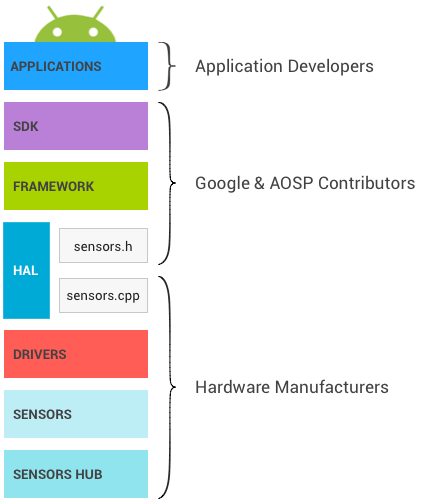 APPLICATIONS
Application Developers
SDK
FRAMEWORK
Google & AOSP Contributors
HAL
sensors.h
sensors.cpp
DRIVERS
Hardware Manufacturers
SENSORS
SENSORS HUB